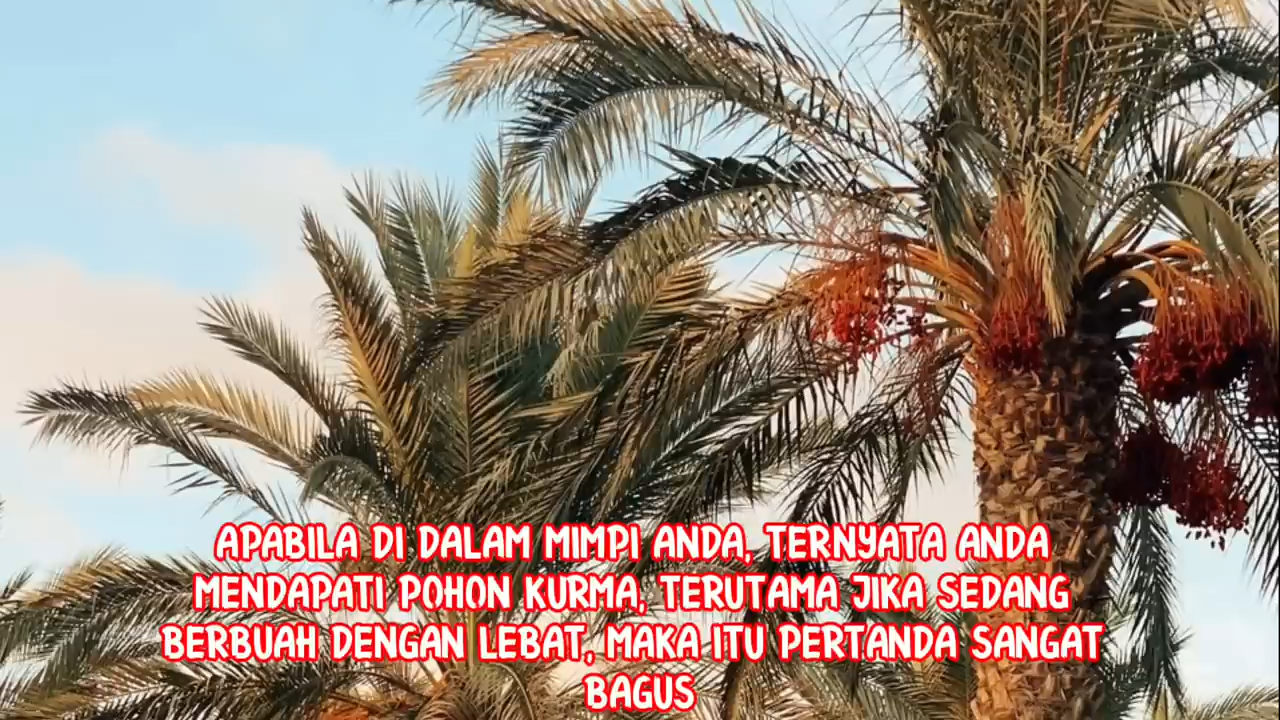 APABILA DI DALAM MIMPI ANDA, TERNYATA ANDA
MENDAPATI POHON KURMA, TERUTAMA JIKA SEDANG
BERBUAH DENGAN LEBAT, MAKA ITU PERTANDA SANGAT
BAGUS